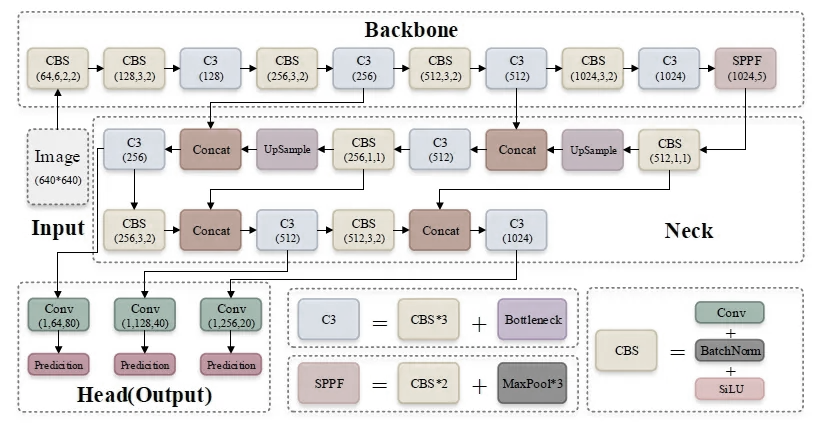 Backbone
CBS
(64,6,2,2)
CBS
(128,3,2)
C3
(128)
CBS
(256,3,2)
C3
(256)
CBS
(512,3,2)
C3
(512)
CBS
(1024,3,2)
C3
(1024)
SPPF
(1024,5)
Image
(640*640)
Input
C3
(256)
Concat
UpSample
CBS
(256,1,1)
C3
(512)
Concat
UpSample
CBS
(512,1,1)
CBS
(256,3,2)
Concat
C3
(512)
CBS
(512,3,2)
Concat
C3
(1024)
Neck
Conv
(1,64,80)
Conv
(1,128,40)
Conv
(1,256,20)
Predicition
Predicition
Predicition
Head(Output)
C3 = CBS*3 + Bottleneck
SPPF = CBS*2 + MaxPool*3
CBS =
Conv
+
BatchNorm
+
SiLU